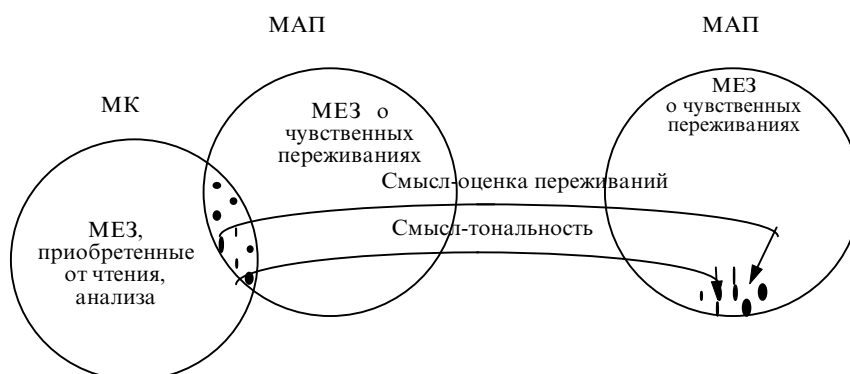 МАП
МАП
МК
МЕЗ о
чувственных
переживаниях
МЕЗ
о чувственных
переживаниях
Смысл-оценка переживаний
Смысл-тональность
МЕЗ,
приобретенные
от чтения,
анализа